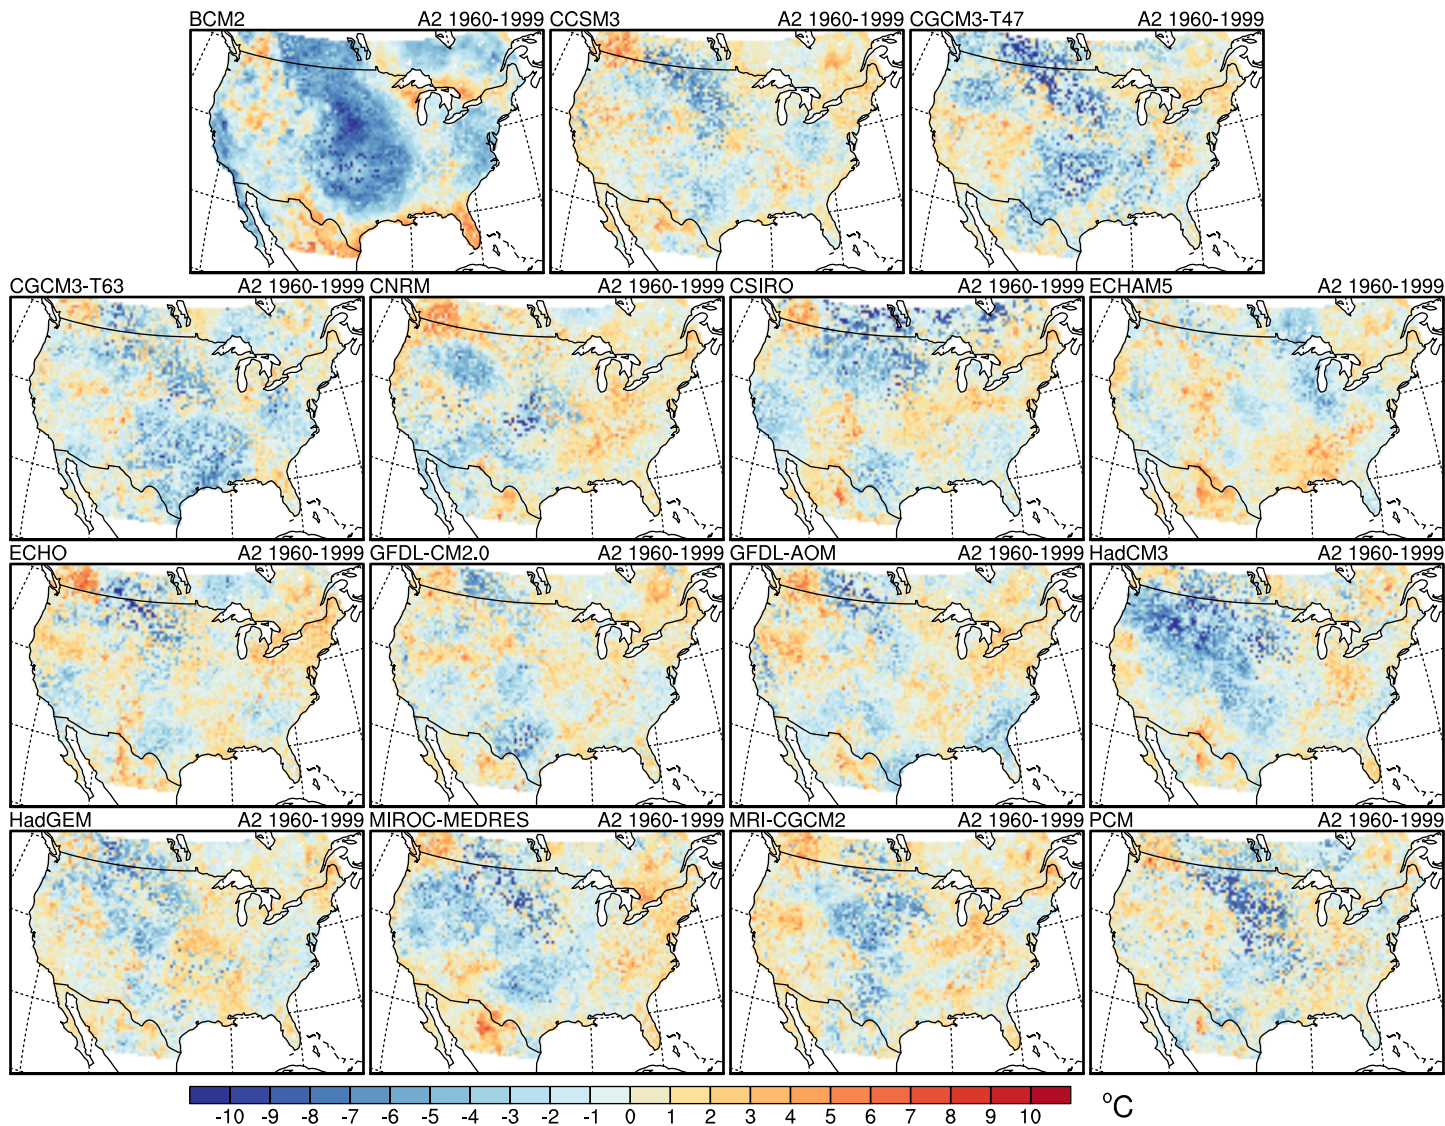 BCM2 A2 1960-1999 CCSM3 A2 1960-1999 CGCM3-T47 A2 1960-1999
CGCM3-T63 A2 1960-1999 CNRM A2 1960-1999 CSIRO A2 1960-1999 ECHAM5 A2 1960-1999
ECHO A2 1960-1999 GFDL-CM2.0 A2 1960-1999 GFDL-AOM A2 1960-1999 HadCM3 A2 1960-1999
HadGEM A2 1960-1999 MIROC-MEDRES A2 1960-1999 MRI-CGCM2 A2 1960-1999 PCM A2 1960-1999
-10 -9 -8 -7 -6 -5 -4 -3 -2 -1 0 1 2 3 4 5 6 7 8 9 10 °C